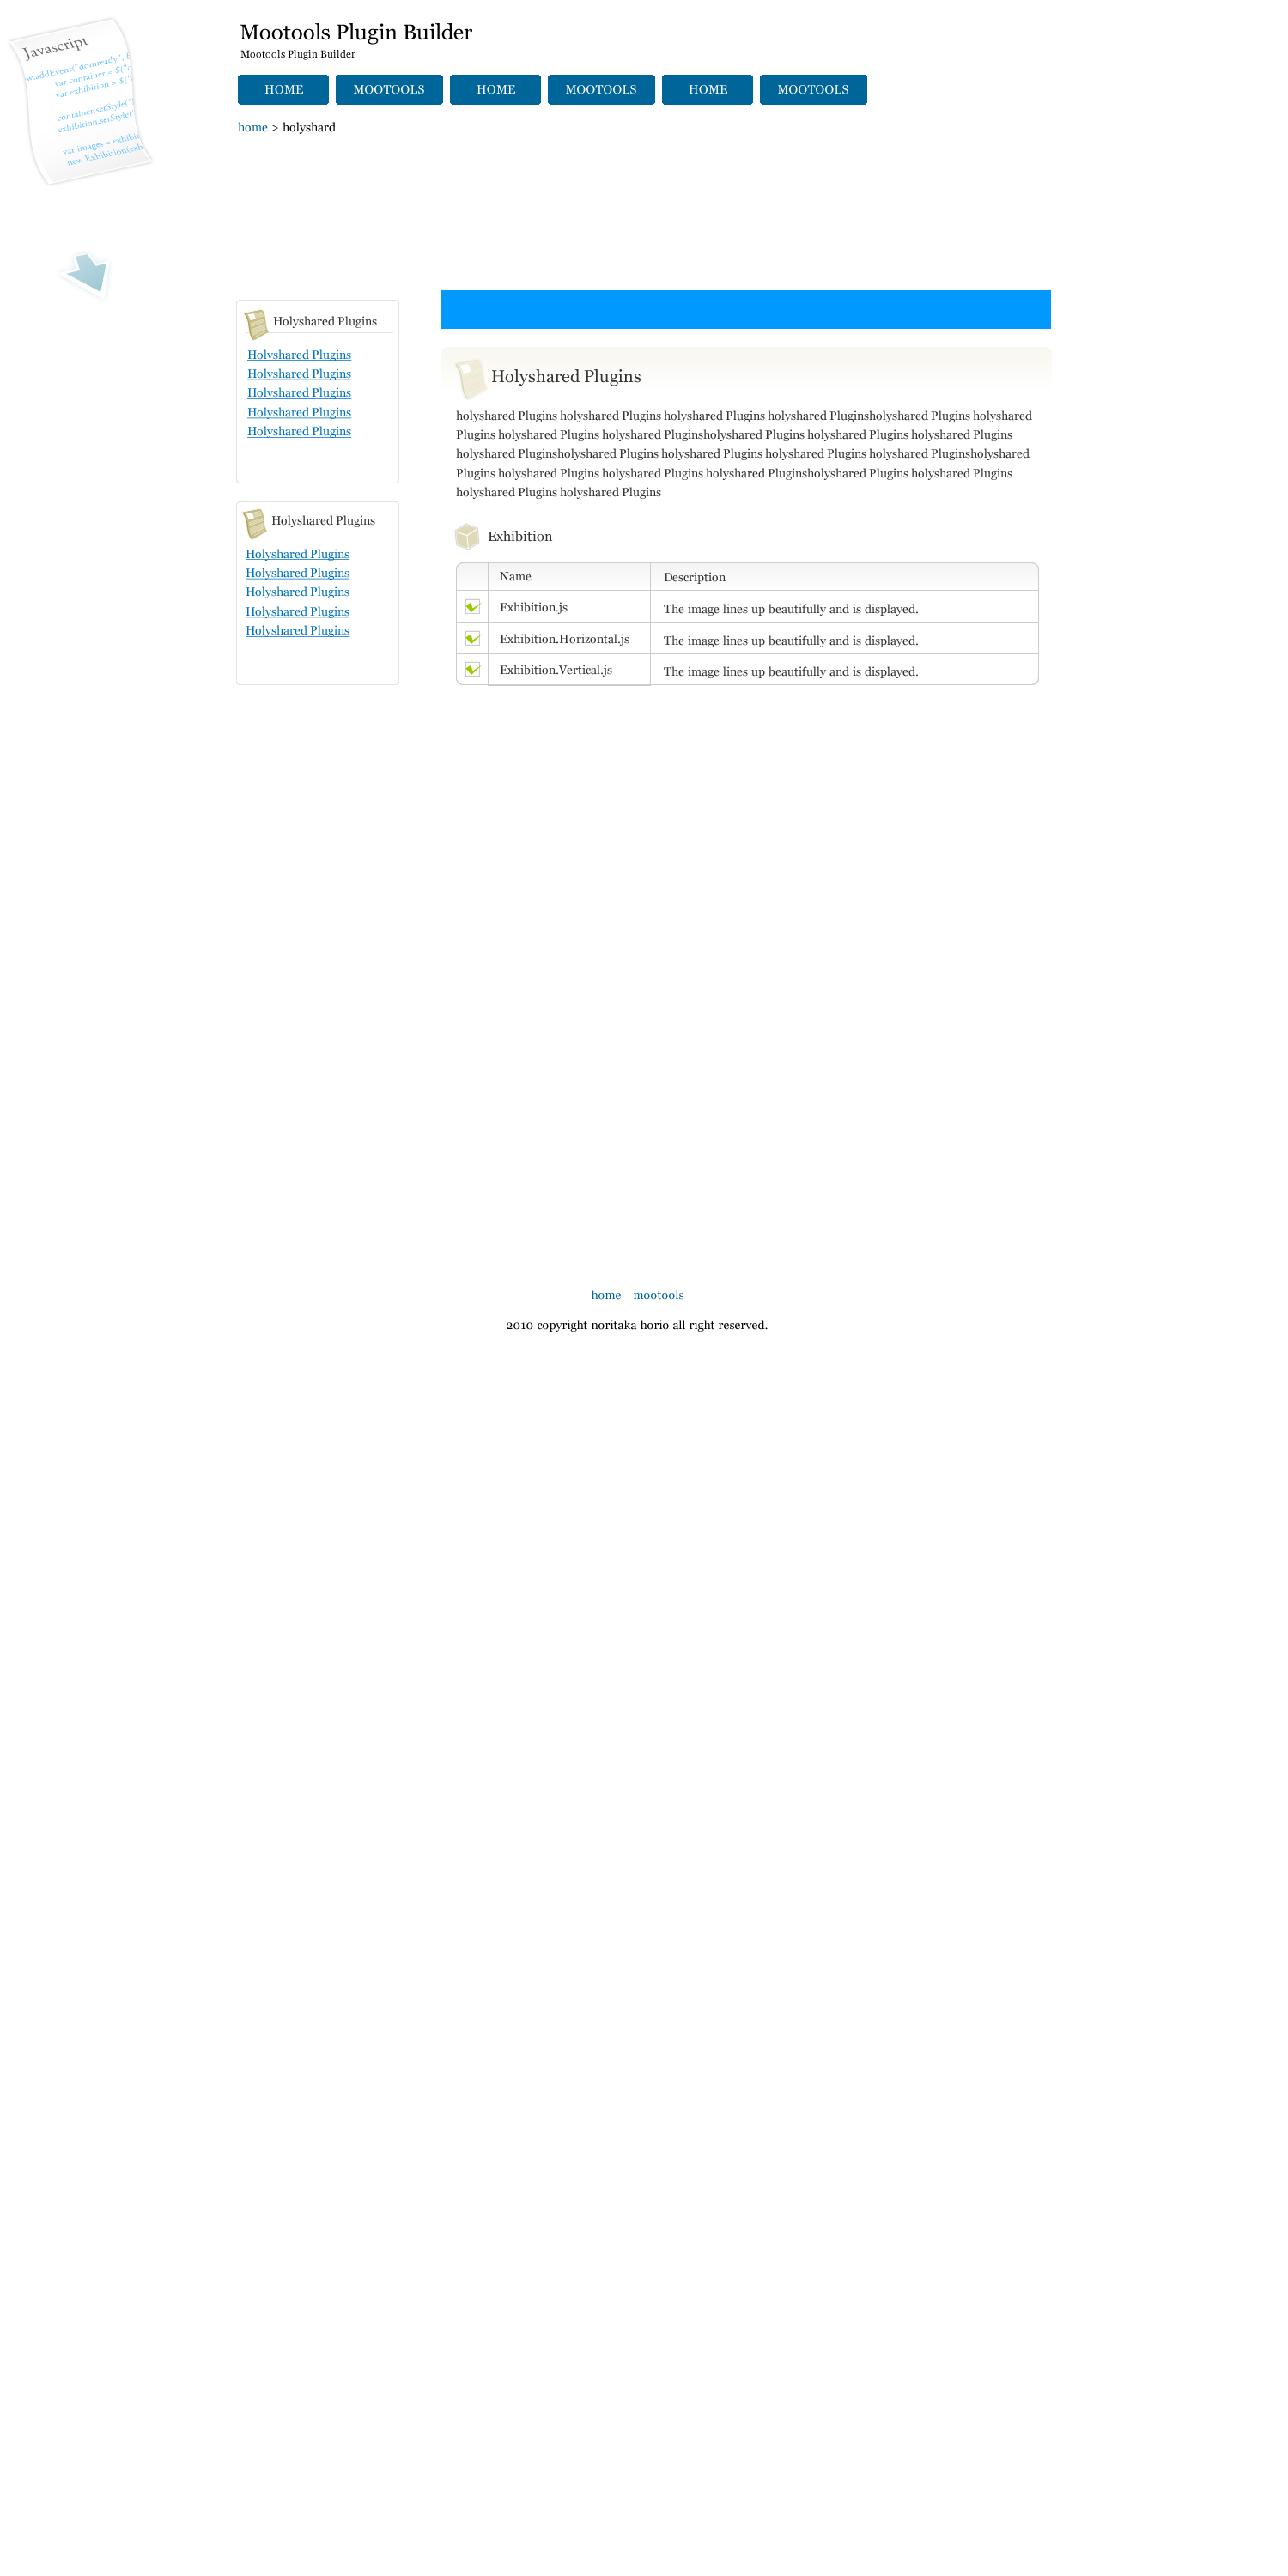 Javascript
w.addEvent("domready",
var container = $("
var exhibition = $("
container.serStyle("
exhibition.serStyle("
var images = exhibit
new Exhibition(exh
Mootools Plugin Builder
Mootools Plugin Builder
HOME MOOTOOLS HOME MOOTOOLS HOME MOOTOOLS
home > holyshard
Holyshared Plugins
Holyshared Plugins
Holyshared Plugins
Holyshared Plugins
Holyshared Plugins
Holyshared Plugins
Holyshared Plugins
Holyshared Plugins
Holyshared Plugins
Holyshared Plugins
Holyshared Plugins
Holyshared Plugins
Holyshared Plugins
holyshared Plugins holyshared Plugins holyshared Plugins holyshared Pluginsholyshared Plugins holyshared
Plugins holyshared Plugins holyshared Pluginsholyshared Plugins holyshared Plugins holyshared Plugins
holyshared Pluginsholyshared Plugins holyshared Plugins holyshared Plugins holyshared Pluginsholyshared
Plugins holyshared Plugins holyshared Plugins holyshared Pluginsholyshared Plugins holyshared Plugins
holyshared Plugins holyshared Plugins
Exhibition
Name Description
Exhibition.js The image lines up beautifully and is displayed.
Exhibition.Horizontal.js The image lines up beautifully and is displayed.
Exhibition.Vertical.js The image lines up beautifully and is displayed.
home mootools
2010 copyright noritaka horio all right reserved.